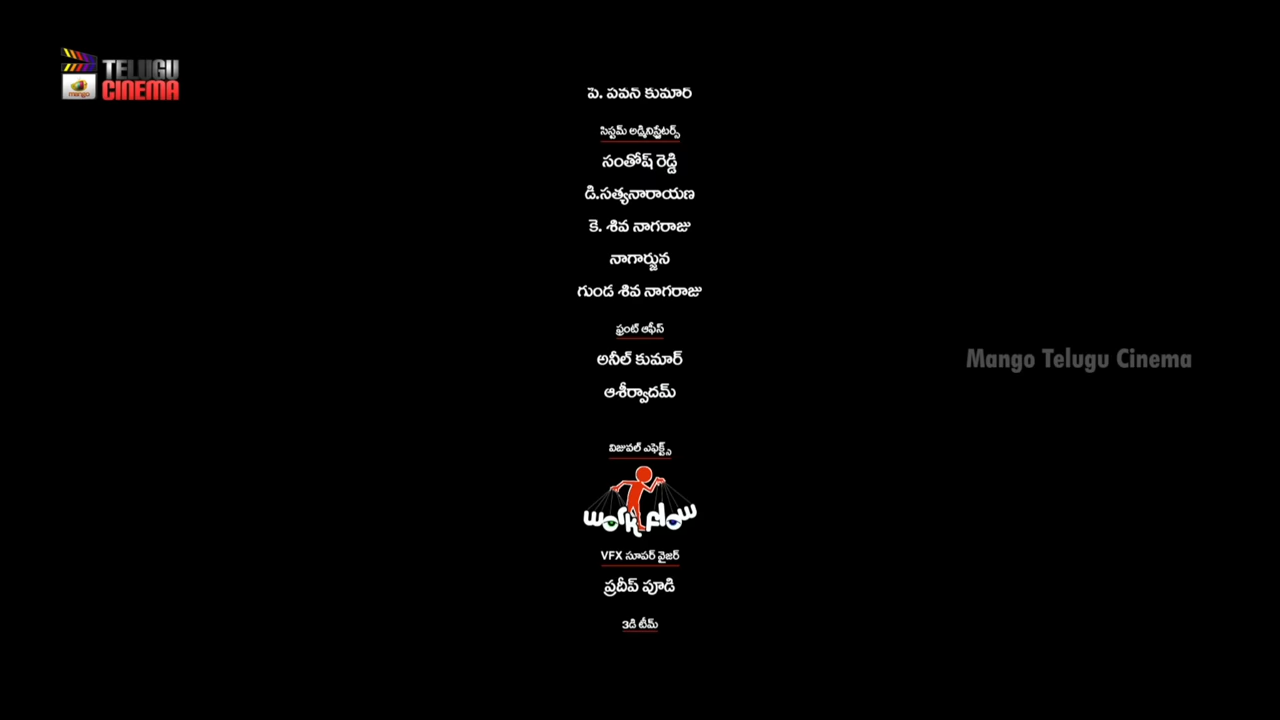 TELUGU
CINEMA
mango
పె. పవన్ కుమార్
సిస్టమ్ అడ్మినిస్ట్రేటర్స్
సంతోష్ రెడ్డి
డి.సత్యనారాయణ
కె. శివ నాగరాజు
నాగార్జున
గుండ శివ నాగరాజు
ఫ్రంట్ ఆఫీస్
అనీల్ కుమార్
ఆశీర్వాదమ్
Mango Telugu Cinema
విజువల్ ఎఫెక్ట్స్
work flow
VFX సూపర్ వైజర్
ప్రదీప్ పూడి
3డి టీమ్